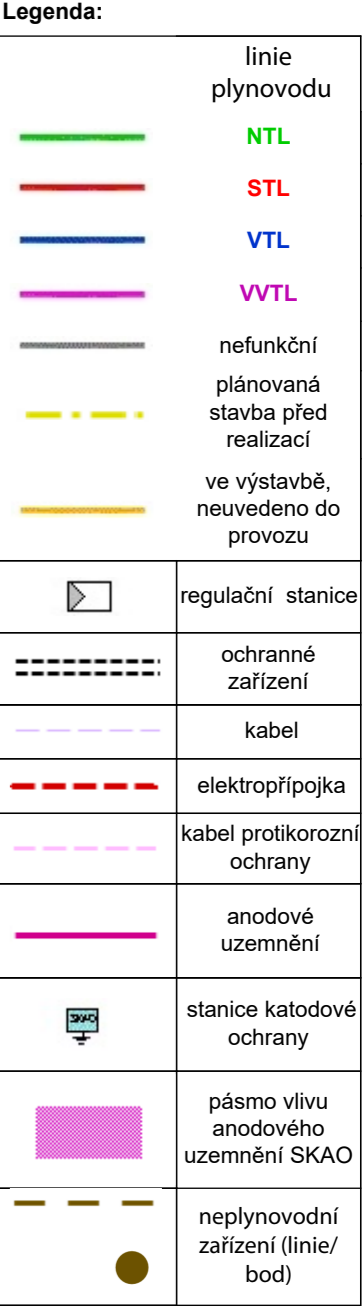 Legenda:
linie
plynovodu
NTL
STL
VTL
VVTL
nefunkční
plánovaná
stavba před
realizací
ve výstavbě,
neuvedeno do
provozu
regulační stanice
ochranné
zařízení
kabel
elektropřípojka
kabel protikorozní
ochrany
anodové
uzemnění
SKAO
stanice katodové
ochrany
pásmo vlivu
anodového
uzemnění SKAO
neplynovodní
zařízení (linie/
bod)